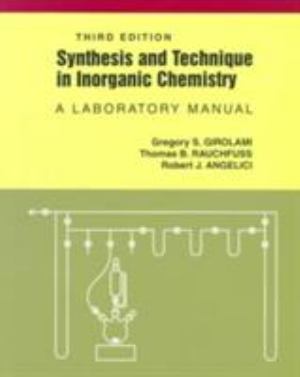 THIRD EDITION
Synthesis and Technique
in Inorganic Chemistry
A LABORATORY MANUAL
Gregory S. GIROLAMI
Thomas B. RAUCHFUSS
Robert J. ANGELICI